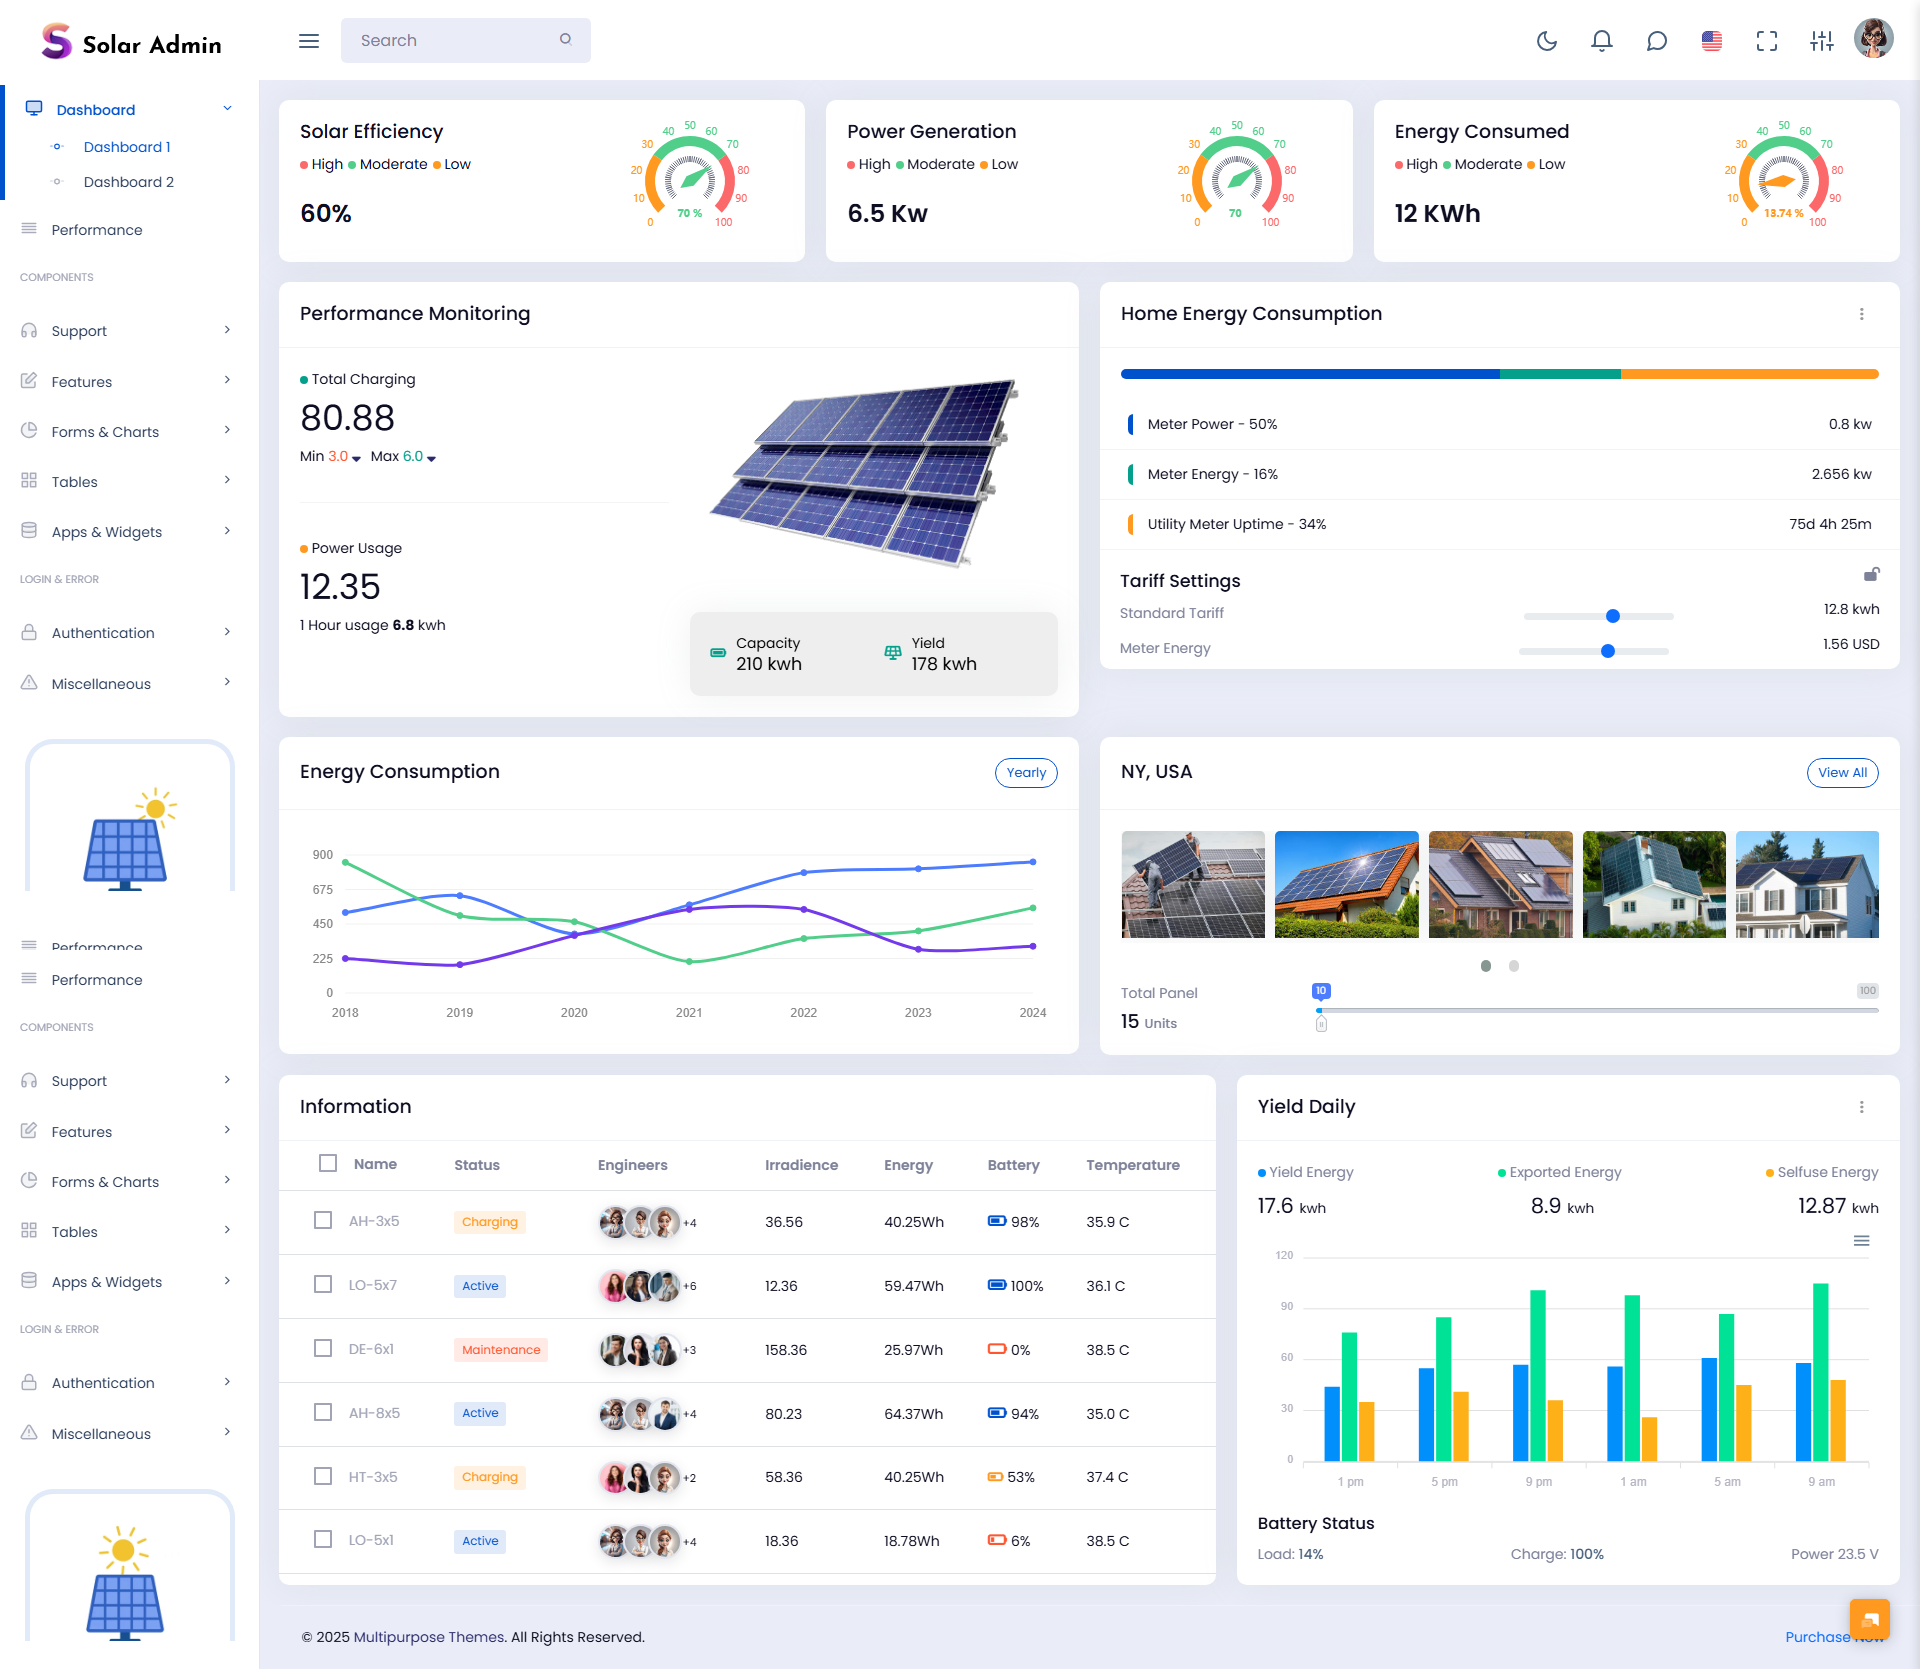 Solar Admin
Search
Dashboard
Dashboard 1
Dashboard 2
Performance
COMPONENTS
Support
Features
Forms & Charts
Tables
Apps & Widgets
LOGIN & ERROR
Authentication
Miscellaneous
Performance
Performance
COMPONENTS
Support
Features
Forms & Charts
Tables
Apps & Widgets
LOGIN & ERROR
Authentication
Miscellaneous
Solar Efficiency
High Moderate Low
60%
0 10 20 30 40 50 60 70 80 90 100
70 %
Power Generation
High Moderate Low
6.5 Kw
0 10 20 30 40 50 60 70 80 90 100
70
Energy Consumed
High Moderate Low
12 KWh
0 10 20 30 40 50 60 70 80 90 100
13.74 %
Performance Monitoring
Total Charging
80.88
Min 3.0 Max 6.0
Power Usage
12.35
1 Hour usage 6.8 kwh
Capacity
210 kwh
Yield
178 kwh
Home Energy Consumption
Meter Power - 50% 0.8 kw
Meter Energy - 16% 2.656 kw
Utility Meter Uptime - 34% 75d 4h 25m
Tariff Settings
Standard Tariff 12.8 kwh
Meter Energy 1.56 USD
Energy Consumption Yearly
900
675
450
225
0
2018 2019 2020 2021 2022 2023 2024
NY, USA View All
Total Panel
15 Units
10 100
Information
Name Status Engineers Irradience Energy Battery Temperature
AH-3x5 Charging +4 36.56 40.25Wh 98% 35.9 C
LO-5x7 Active +6 12.36 59.47Wh 100% 36.1 C
DE-6x1 Maintenance +3 158.36 25.97Wh 0% 38.5 C
AH-8x5 Active +4 80.23 64.37Wh 94% 35.0 C
HT-3x5 Charging +2 58.36 40.25Wh 53% 37.4 C
LO-5x1 Active +4 18.36 18.78Wh 6% 38.5 C
Yield Daily
Yield Energy Exported Energy Selfuse Energy
17.6 kwh 8.9 kwh 12.87 kwh
120
90
60
30
0
1 pm 5 pm 9 pm 1 am 5 am 9 am
Battery Status
Load: 14% Charge: 100% Power 23.5 V
© 2025 Multipurpose Themes. All Rights Reserved.
Purchase Now